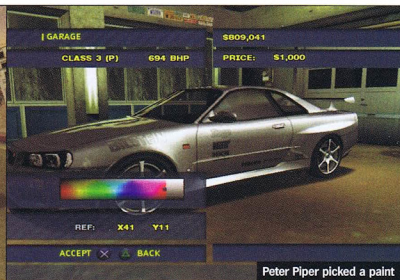 GARAGE
$809,041
CLASS 3 (P) 694 BHP
PRICE: $1,000
REF: X41 Y11
ACCEPT BACK
Peter Piper picked a paint